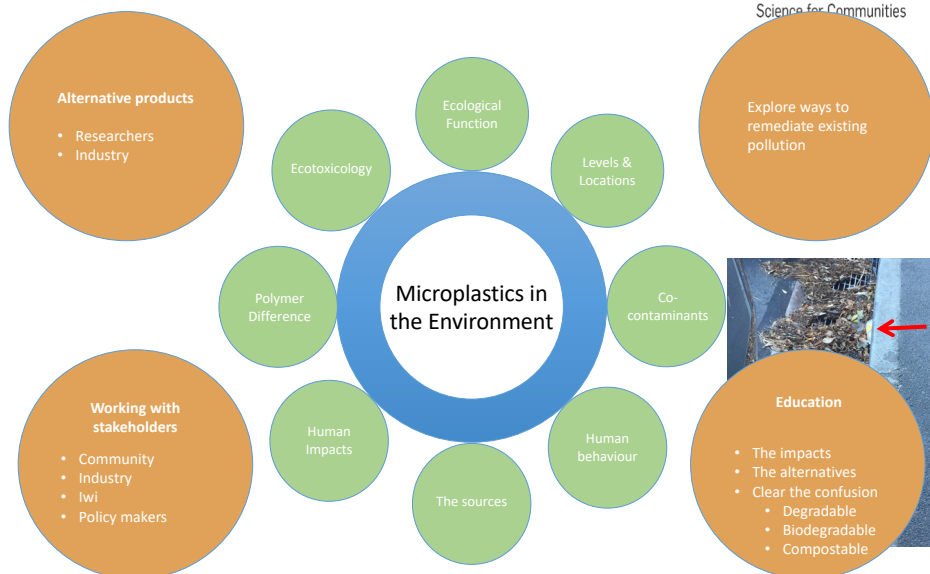 Science for Communities
Alternative products
• Researchers
• Industry
Ecological
Function
Explore ways to
remediate existing
pollution
Ecotoxicology
Levels &
Locations
Polymer
Difference
Microplastics in
the Environment
Co-
contaminants
Working with
stakeholders
• Community
• Industry
• Iwi
• Policy makers
Human
Impacts
The sources
Human
behaviour
Education
• The impacts
• The alternatives
• Clear the confusion
• Degradable
• Biodegradable
• Compostable